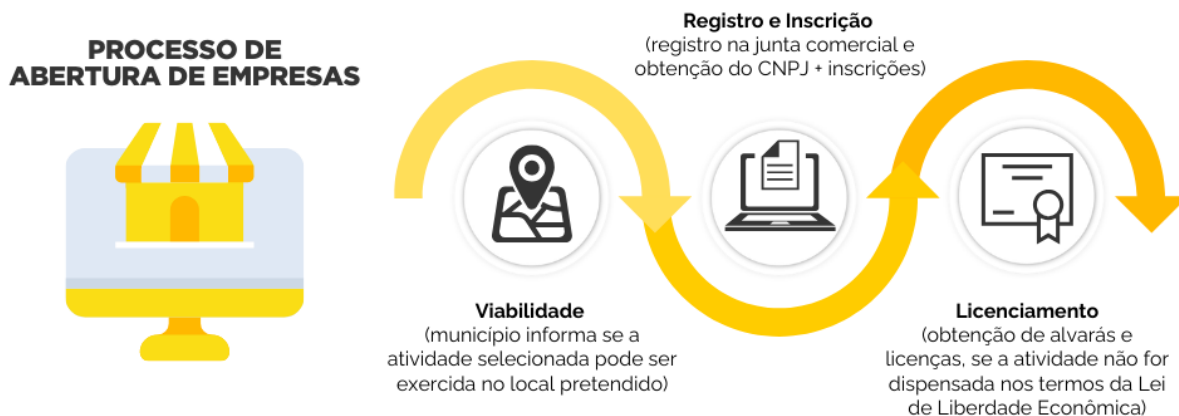 PROCESSO DE
ABERTURA DE EMPRESAS
Viabilidade
(município informa se a
atividade selecionada pode ser
exercida no local pretendido)
Registro e Inscrição
(registro na junta comercial e
obtenção do CNPJ + inscrições)
Licenciamento
(obtenção de alvarás e
licenças, se a atividade não for
dispensada nos termos da Lei
de Liberdade Econômica)